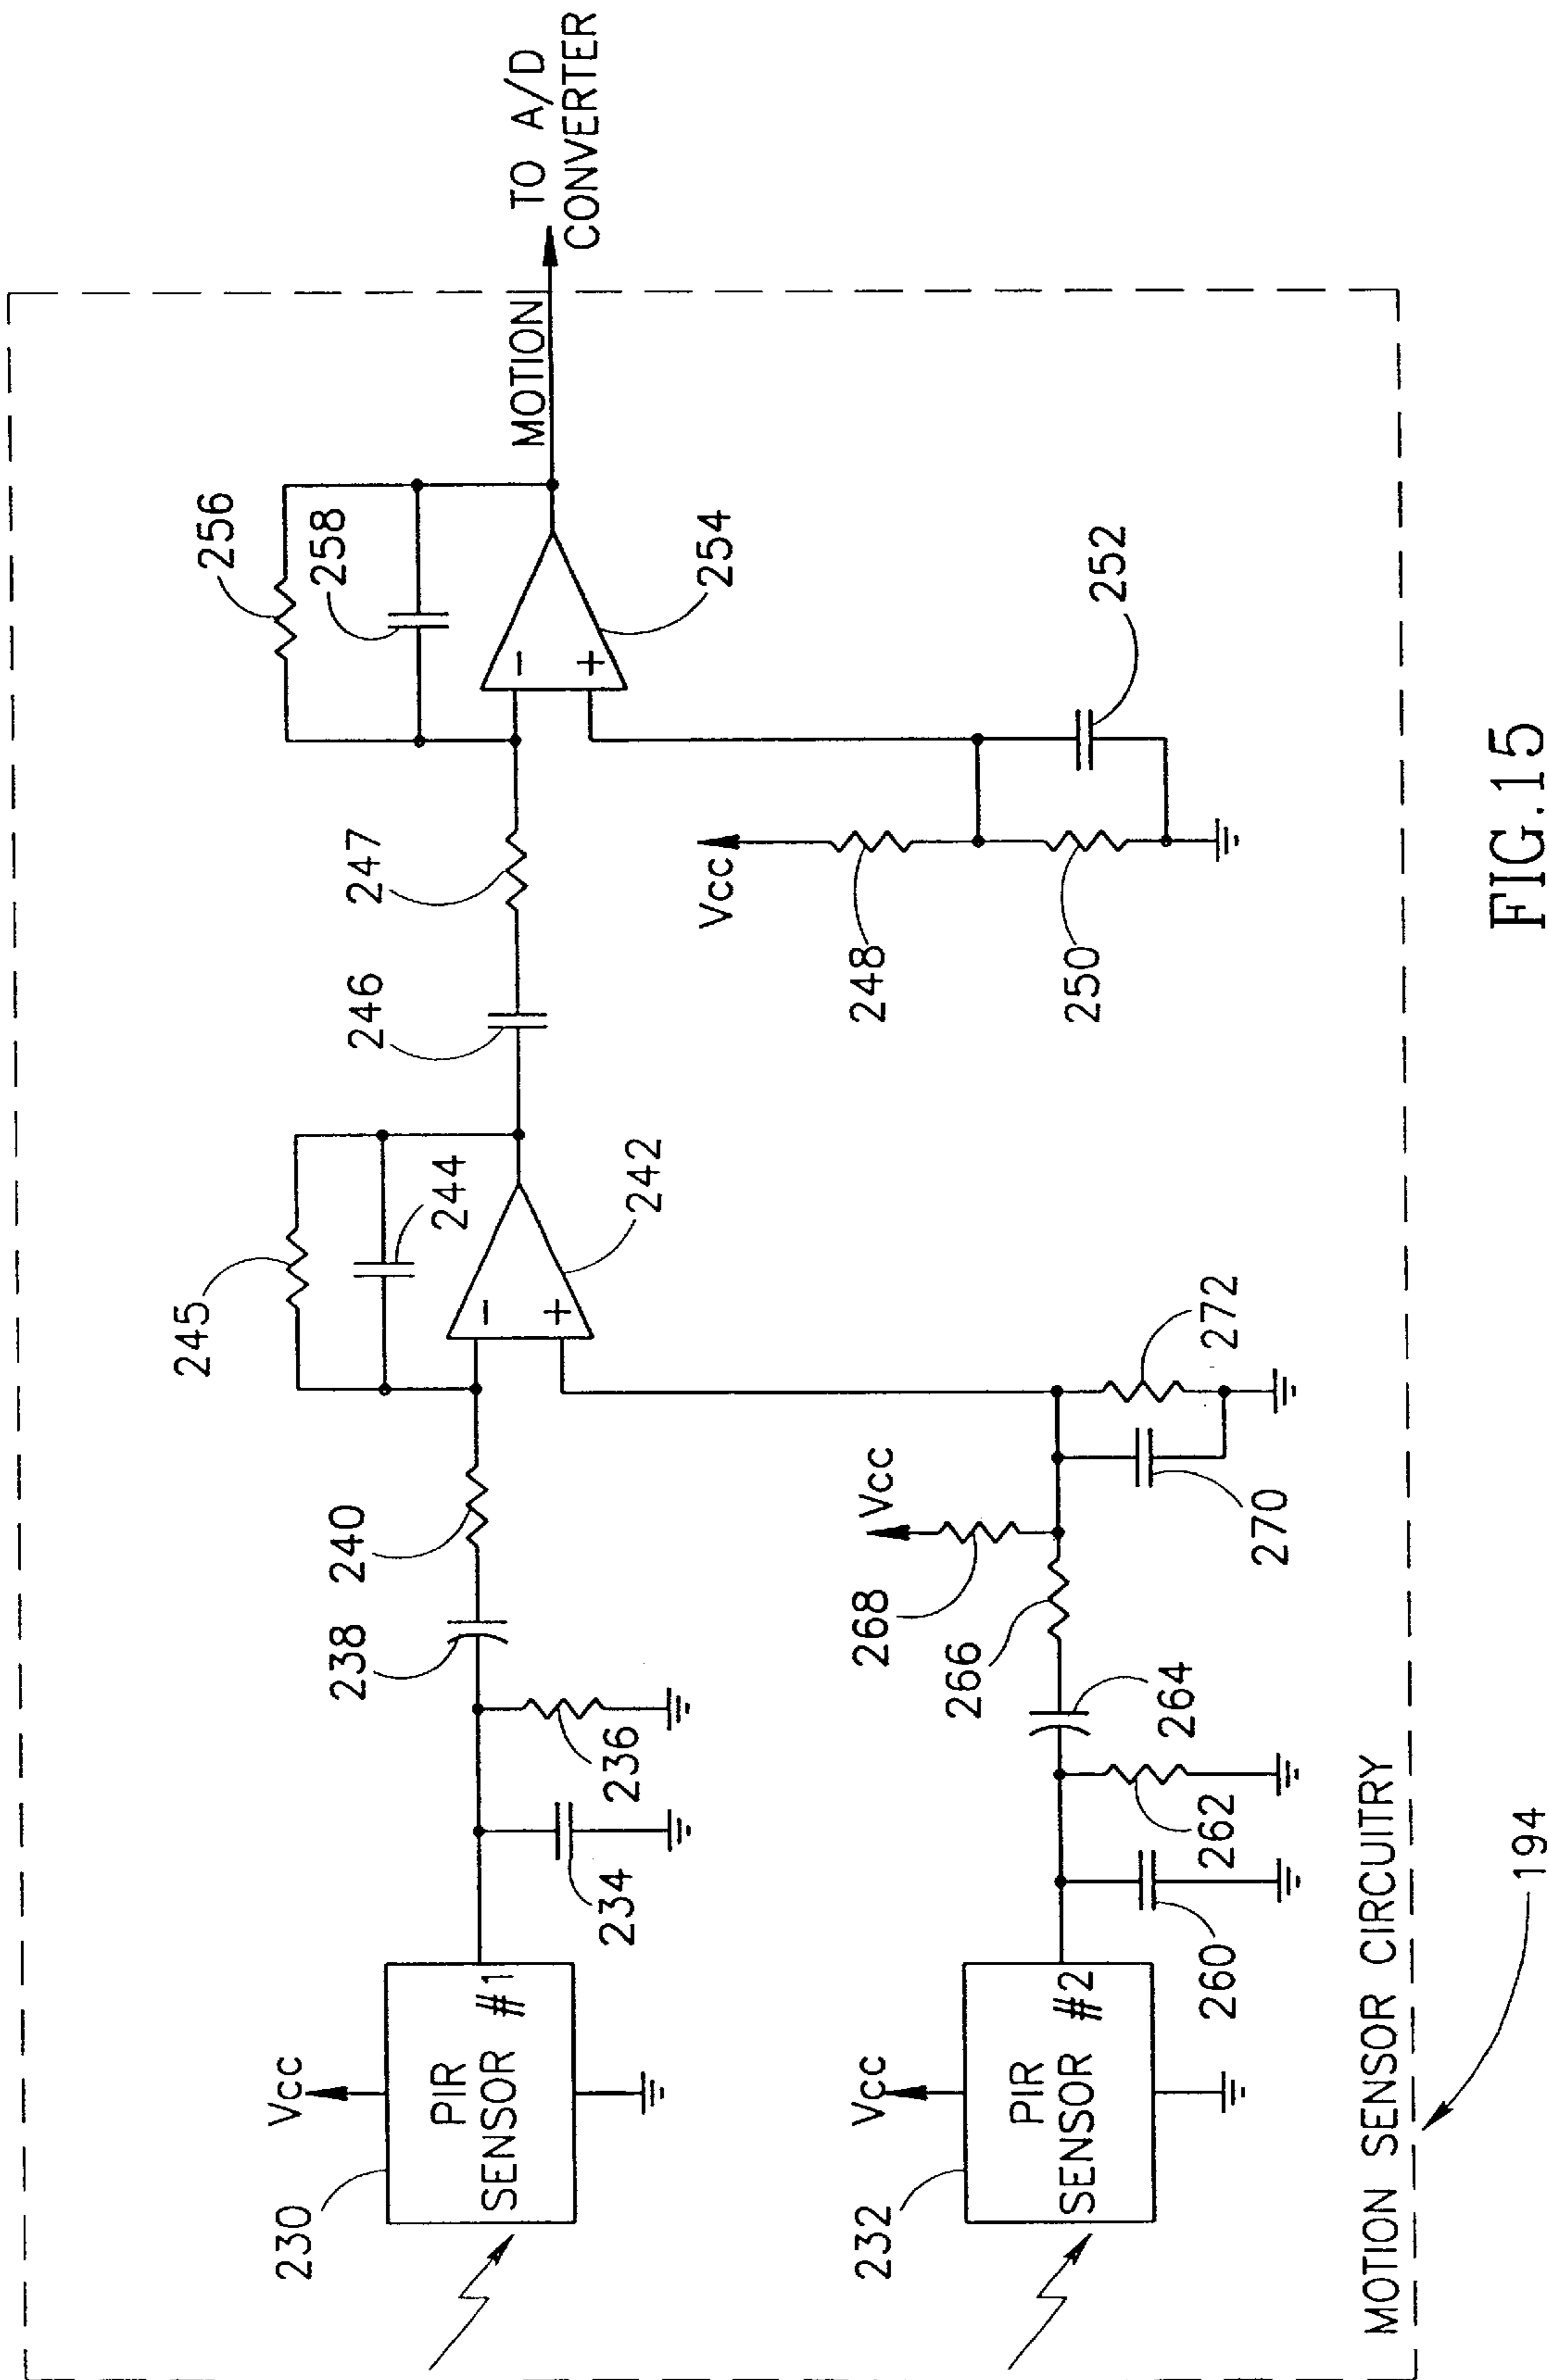 245
256
258
244
Vcc
230
PIR
SENSOR #1
238
240
246
247
−
+
242
−
+
254
MOTION
TO A/D
CONVERTER
234
236
Vcc
232
PIR
SENSOR #2
260
262
264
266
268
Vcc
270
272
Vcc
248
250
252
MOTION SENSOR CIRCUITRY
194
FIG.15